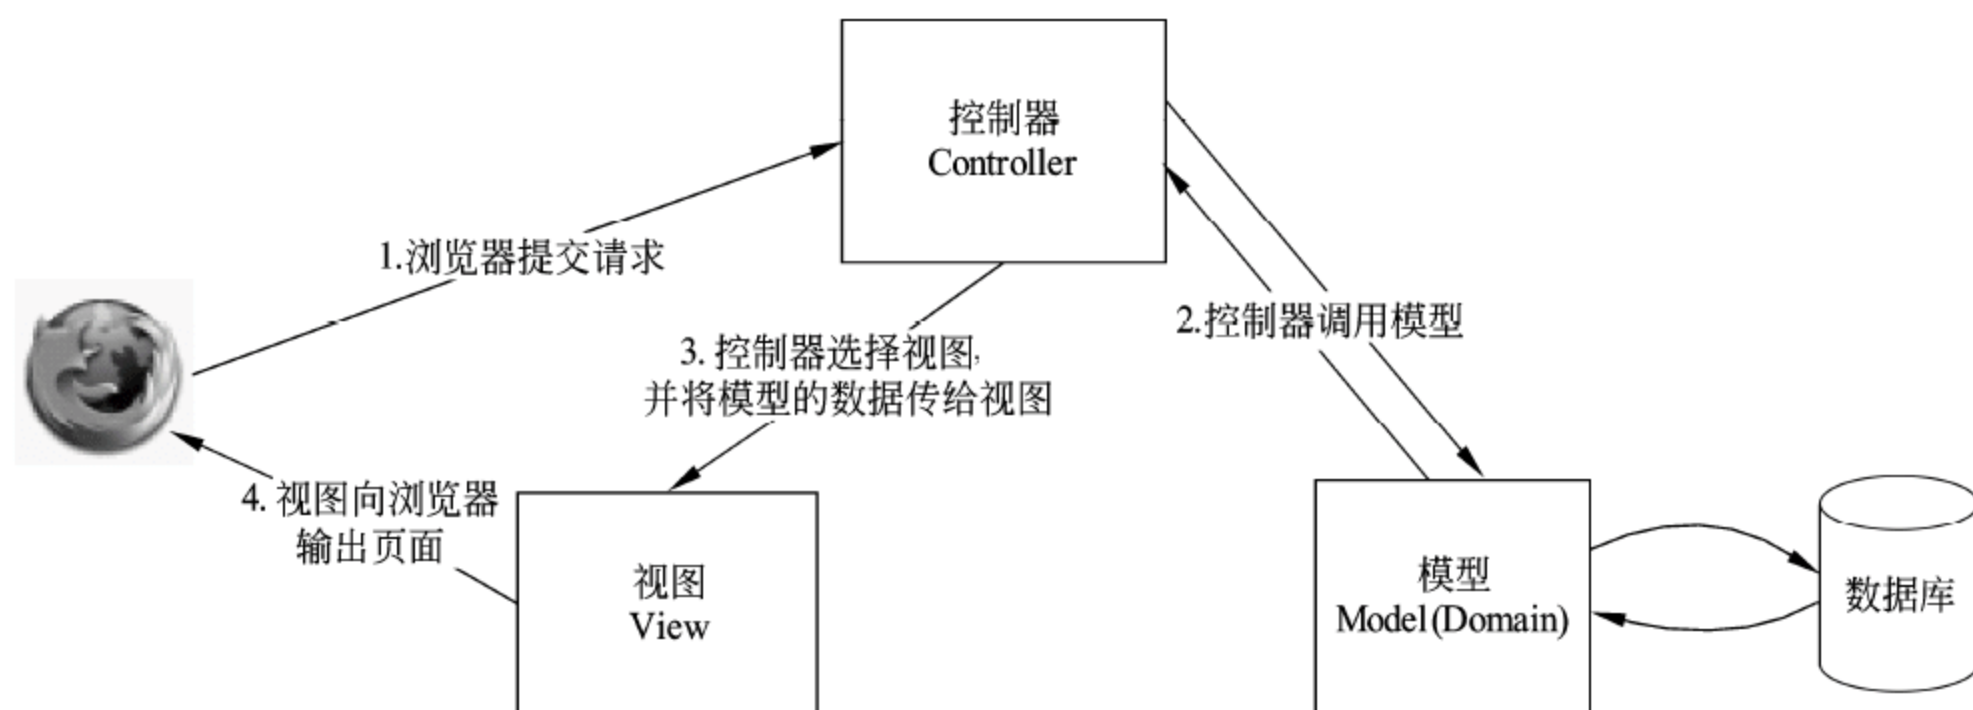 控制器
Controller
1.浏览器提交请求
2.控制器调用模型
3. 控制器选择视图,
并将模型的数据传给视图
4. 视图向浏览器
输出页面
视图
View
模型
Model(Domain)
数据库